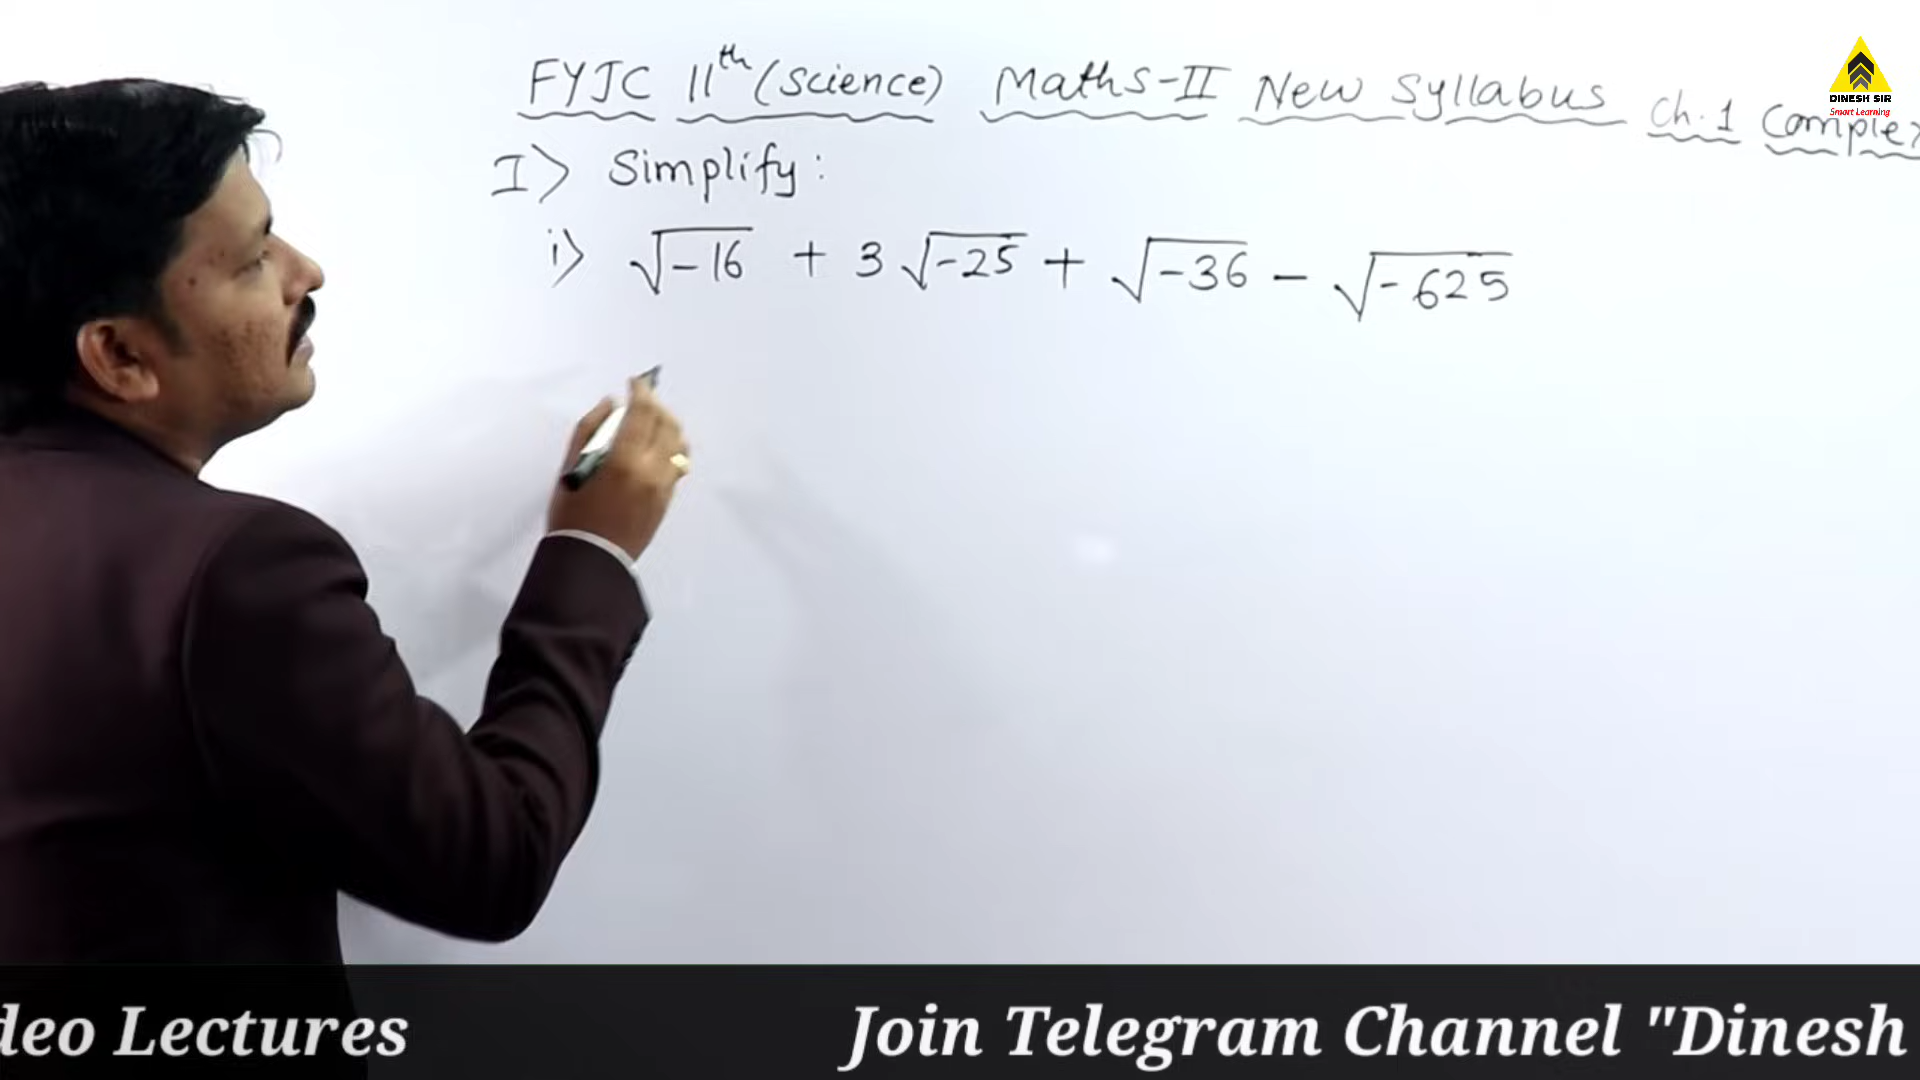 FYJC 11th (Science) Maths-II New Syllabus Ch.1 Complex
I> Simplify:
i> √-16 + 3√-25 + √-36 - √-625
DINESH SIR
Smart Learning
deo Lectures Join Telegram Channel "Dinesh